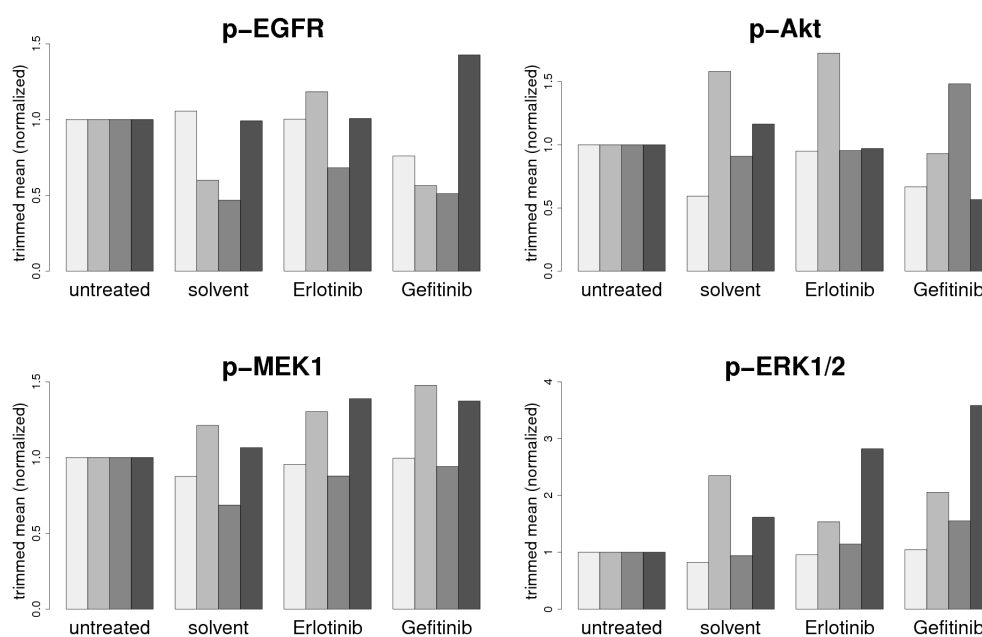 p−EGFR
trimmed mean (normalized)
0.0 0.5 1.0 1.5
untreated solvent Erlotinib Gefitinib
p−Akt
trimmed mean (normalized)
0.0 0.5 1.0 1.5
untreated solvent Erlotinib Gefitinib
p−MEK1
trimmed mean (normalized)
0.0 0.5 1.0 1.5
untreated solvent Erlotinib Gefitinib
p−ERK1/2
trimmed mean (normalized)
0 1 2 3 4
untreated solvent Erlotinib Gefitinib